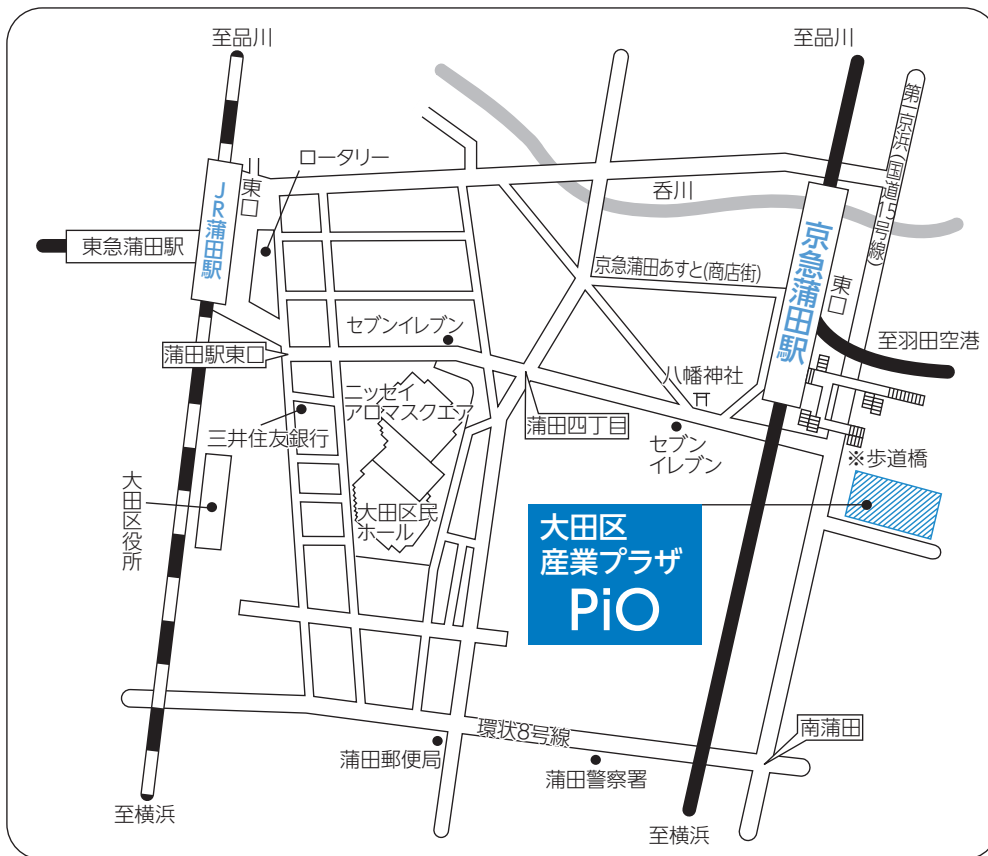 至品川
至品川
第一京浜(国道15号線)
ロータリー
東口
JR蒲田駅
呑川
東急蒲田駅
京急蒲田あすと(商店街)
京急蒲田駅
東口
セブンイレブン
至羽田空港
蒲田駅東口
八幡神社
ニッセイ
アロマスクエア
蒲田四丁目
三井住友銀行
セブン
イレブン
※歩道橋
大田区役所
大田区民
ホール
大田区
産業プラザ
PiO
環状8号線
南蒲田
蒲田郵便局
蒲田警察署
至横浜
至横浜